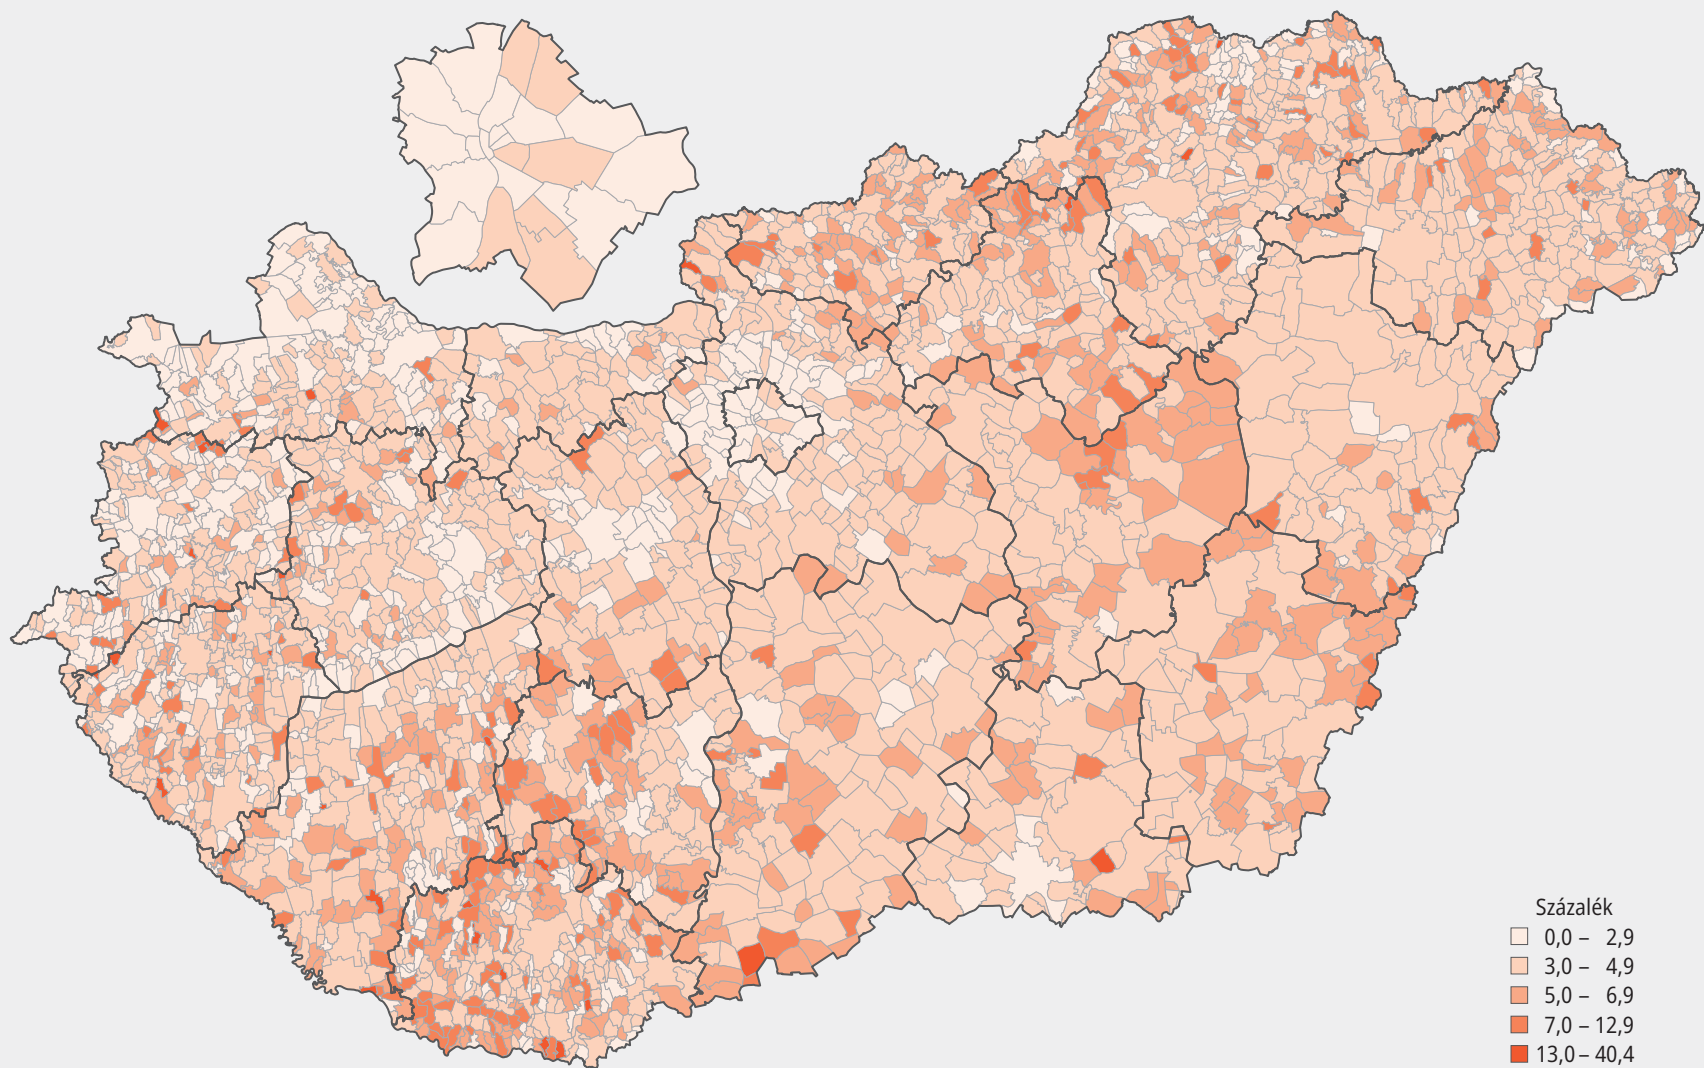 Százalék
0,0 – 2,9
3,0 – 4,9
5,0 – 6,9
7,0 – 12,9
13,0 – 40,4